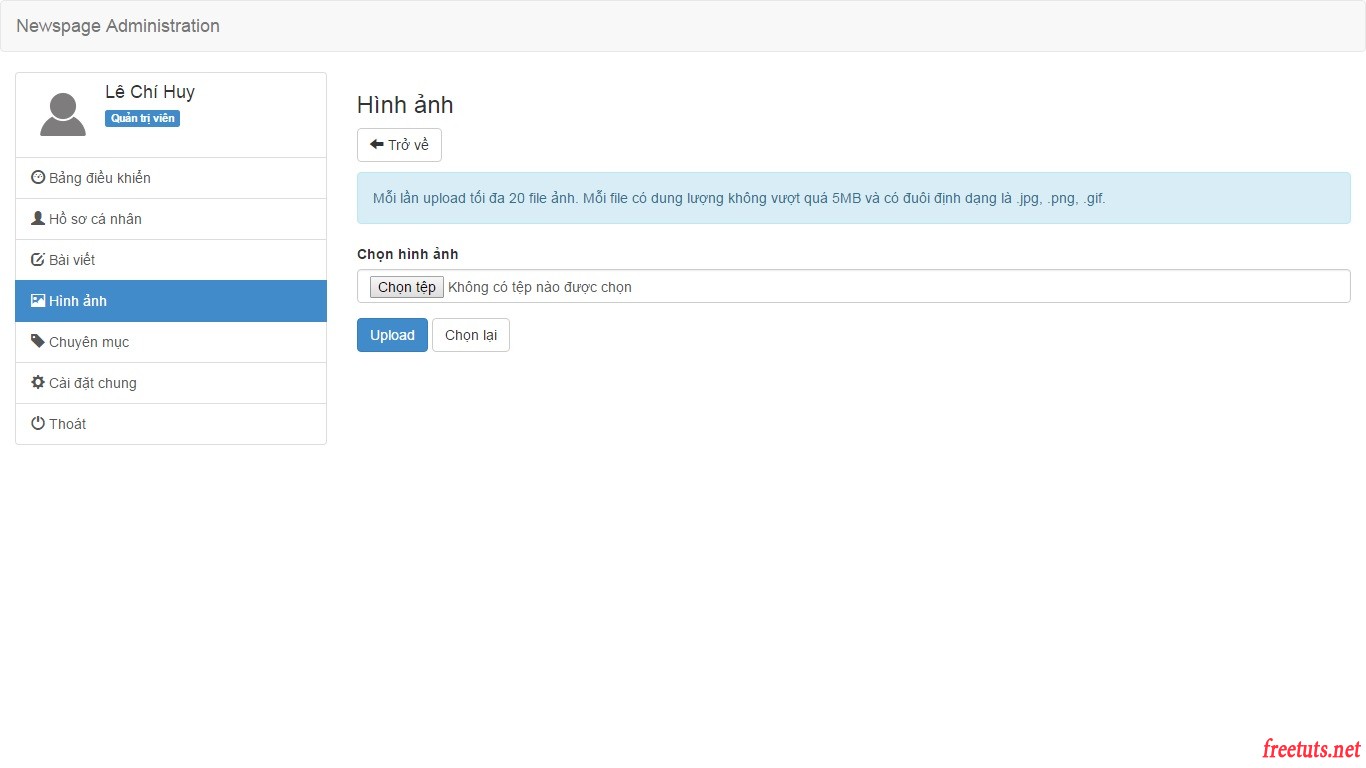 Newspage Administration
Lê Chí Huy
Quản trị viên
Bảng điều khiển
Hồ sơ cá nhân
Bài viết
Hình ảnh
Chuyên mục
Cài đặt chung
Thoát
Hình ảnh
Trở về
Mỗi lần upload tối đa 20 file ảnh. Mỗi file có dung lượng không vượt quá 5MB và có đuôi định dạng là .jpg, .png, .gif.
Chọn hình ảnh
Chọn tệp Không có tệp nào được chọn
Upload Chọn lại
freetuts.net